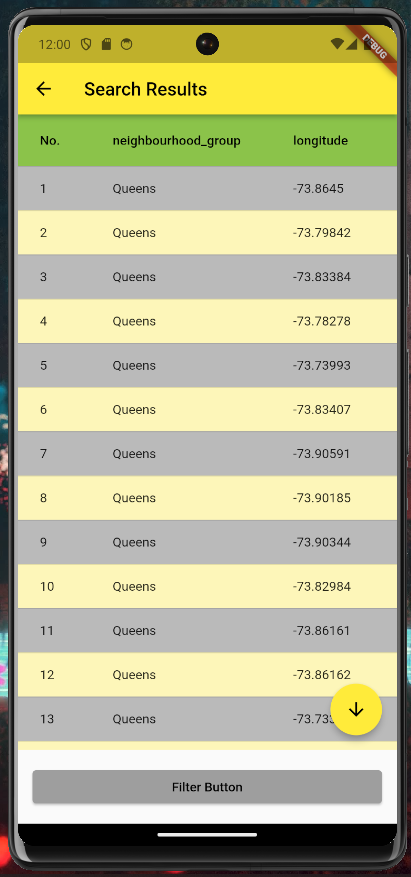 12:00
DEBUG
Search Results
No. neighbourhood_group longitude
1 Queens -73.8645
2 Queens -73.79842
3 Queens -73.83384
4 Queens -73.78278
5 Queens -73.73993
6 Queens -73.83407
7 Queens -73.90591
8 Queens -73.90185
9 Queens -73.90344
10 Queens -73.82984
11 Queens -73.86161
12 Queens -73.86162
13 Queens
Filter Button